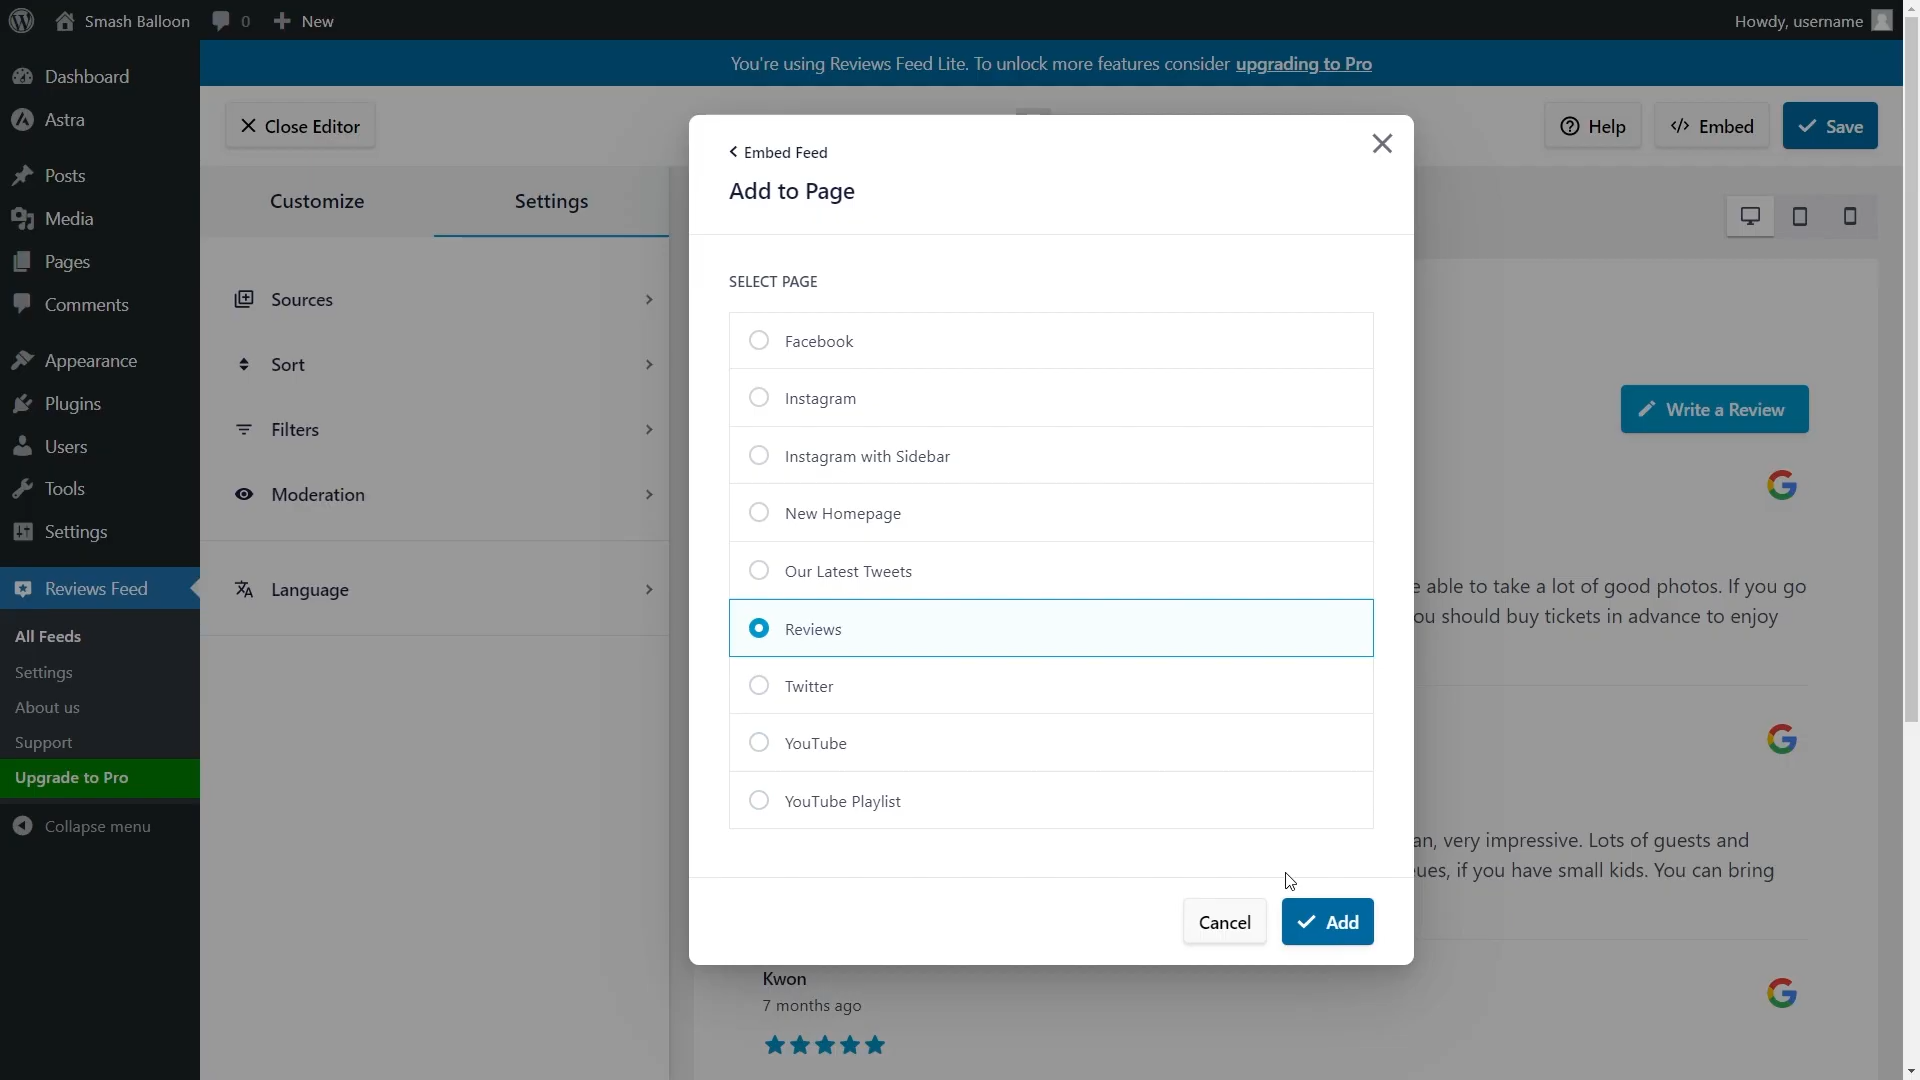 Smash Balloon
0
New
Howdy, username
Dashboard
Astra
Posts
Media
Pages
Comments
Appearance
Plugins
Users
Tools
Settings
Reviews Feed
All Feeds
Settings
About us
Support
Upgrade to Pro
Collapse menu
You're using Reviews Feed Lite. To unlock more features consider upgrading to Pro
Close Editor
Help
Embed
Save
Customize
Settings
Sources
Sort
Filters
Moderation
Language
Embed Feed
Add to Page
SELECT PAGE
Facebook
Instagram
Instagram with Sidebar
New Homepage
Our Latest Tweets
Reviews
Twitter
YouTube
YouTube Playlist
Cancel
Add
Write a Review
able to take a lot of good photos. If you go
you should buy tickets in advance to enjoy
very impressive. Lots of guests and
if you have small kids. You can bring
Kwon
7 months ago